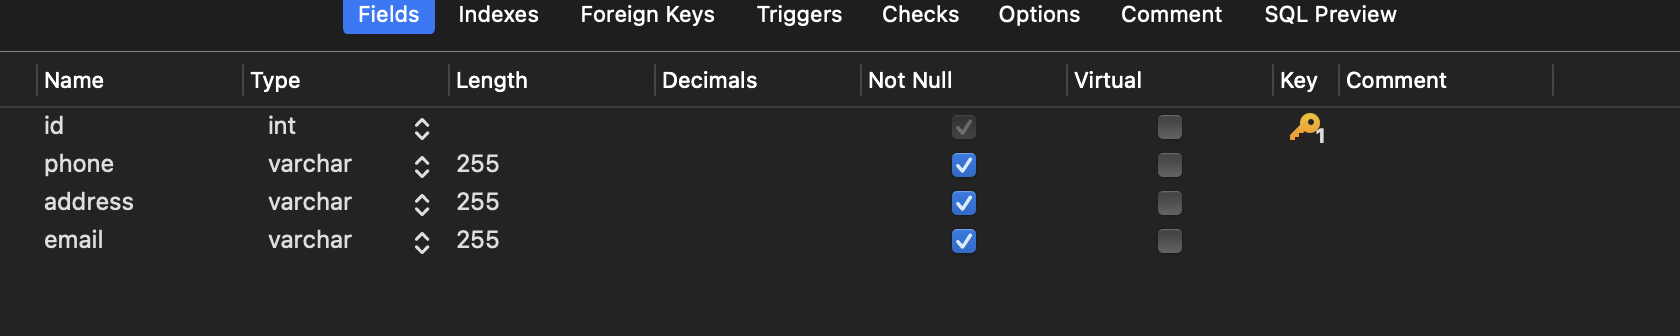 Fields Indexes Foreign Keys Triggers Checks Options Comment SQL Preview
Name Type Length Decimals Not Null Virtual Key Comment
id int 1
phone varchar 255
address varchar 255
email varchar 255